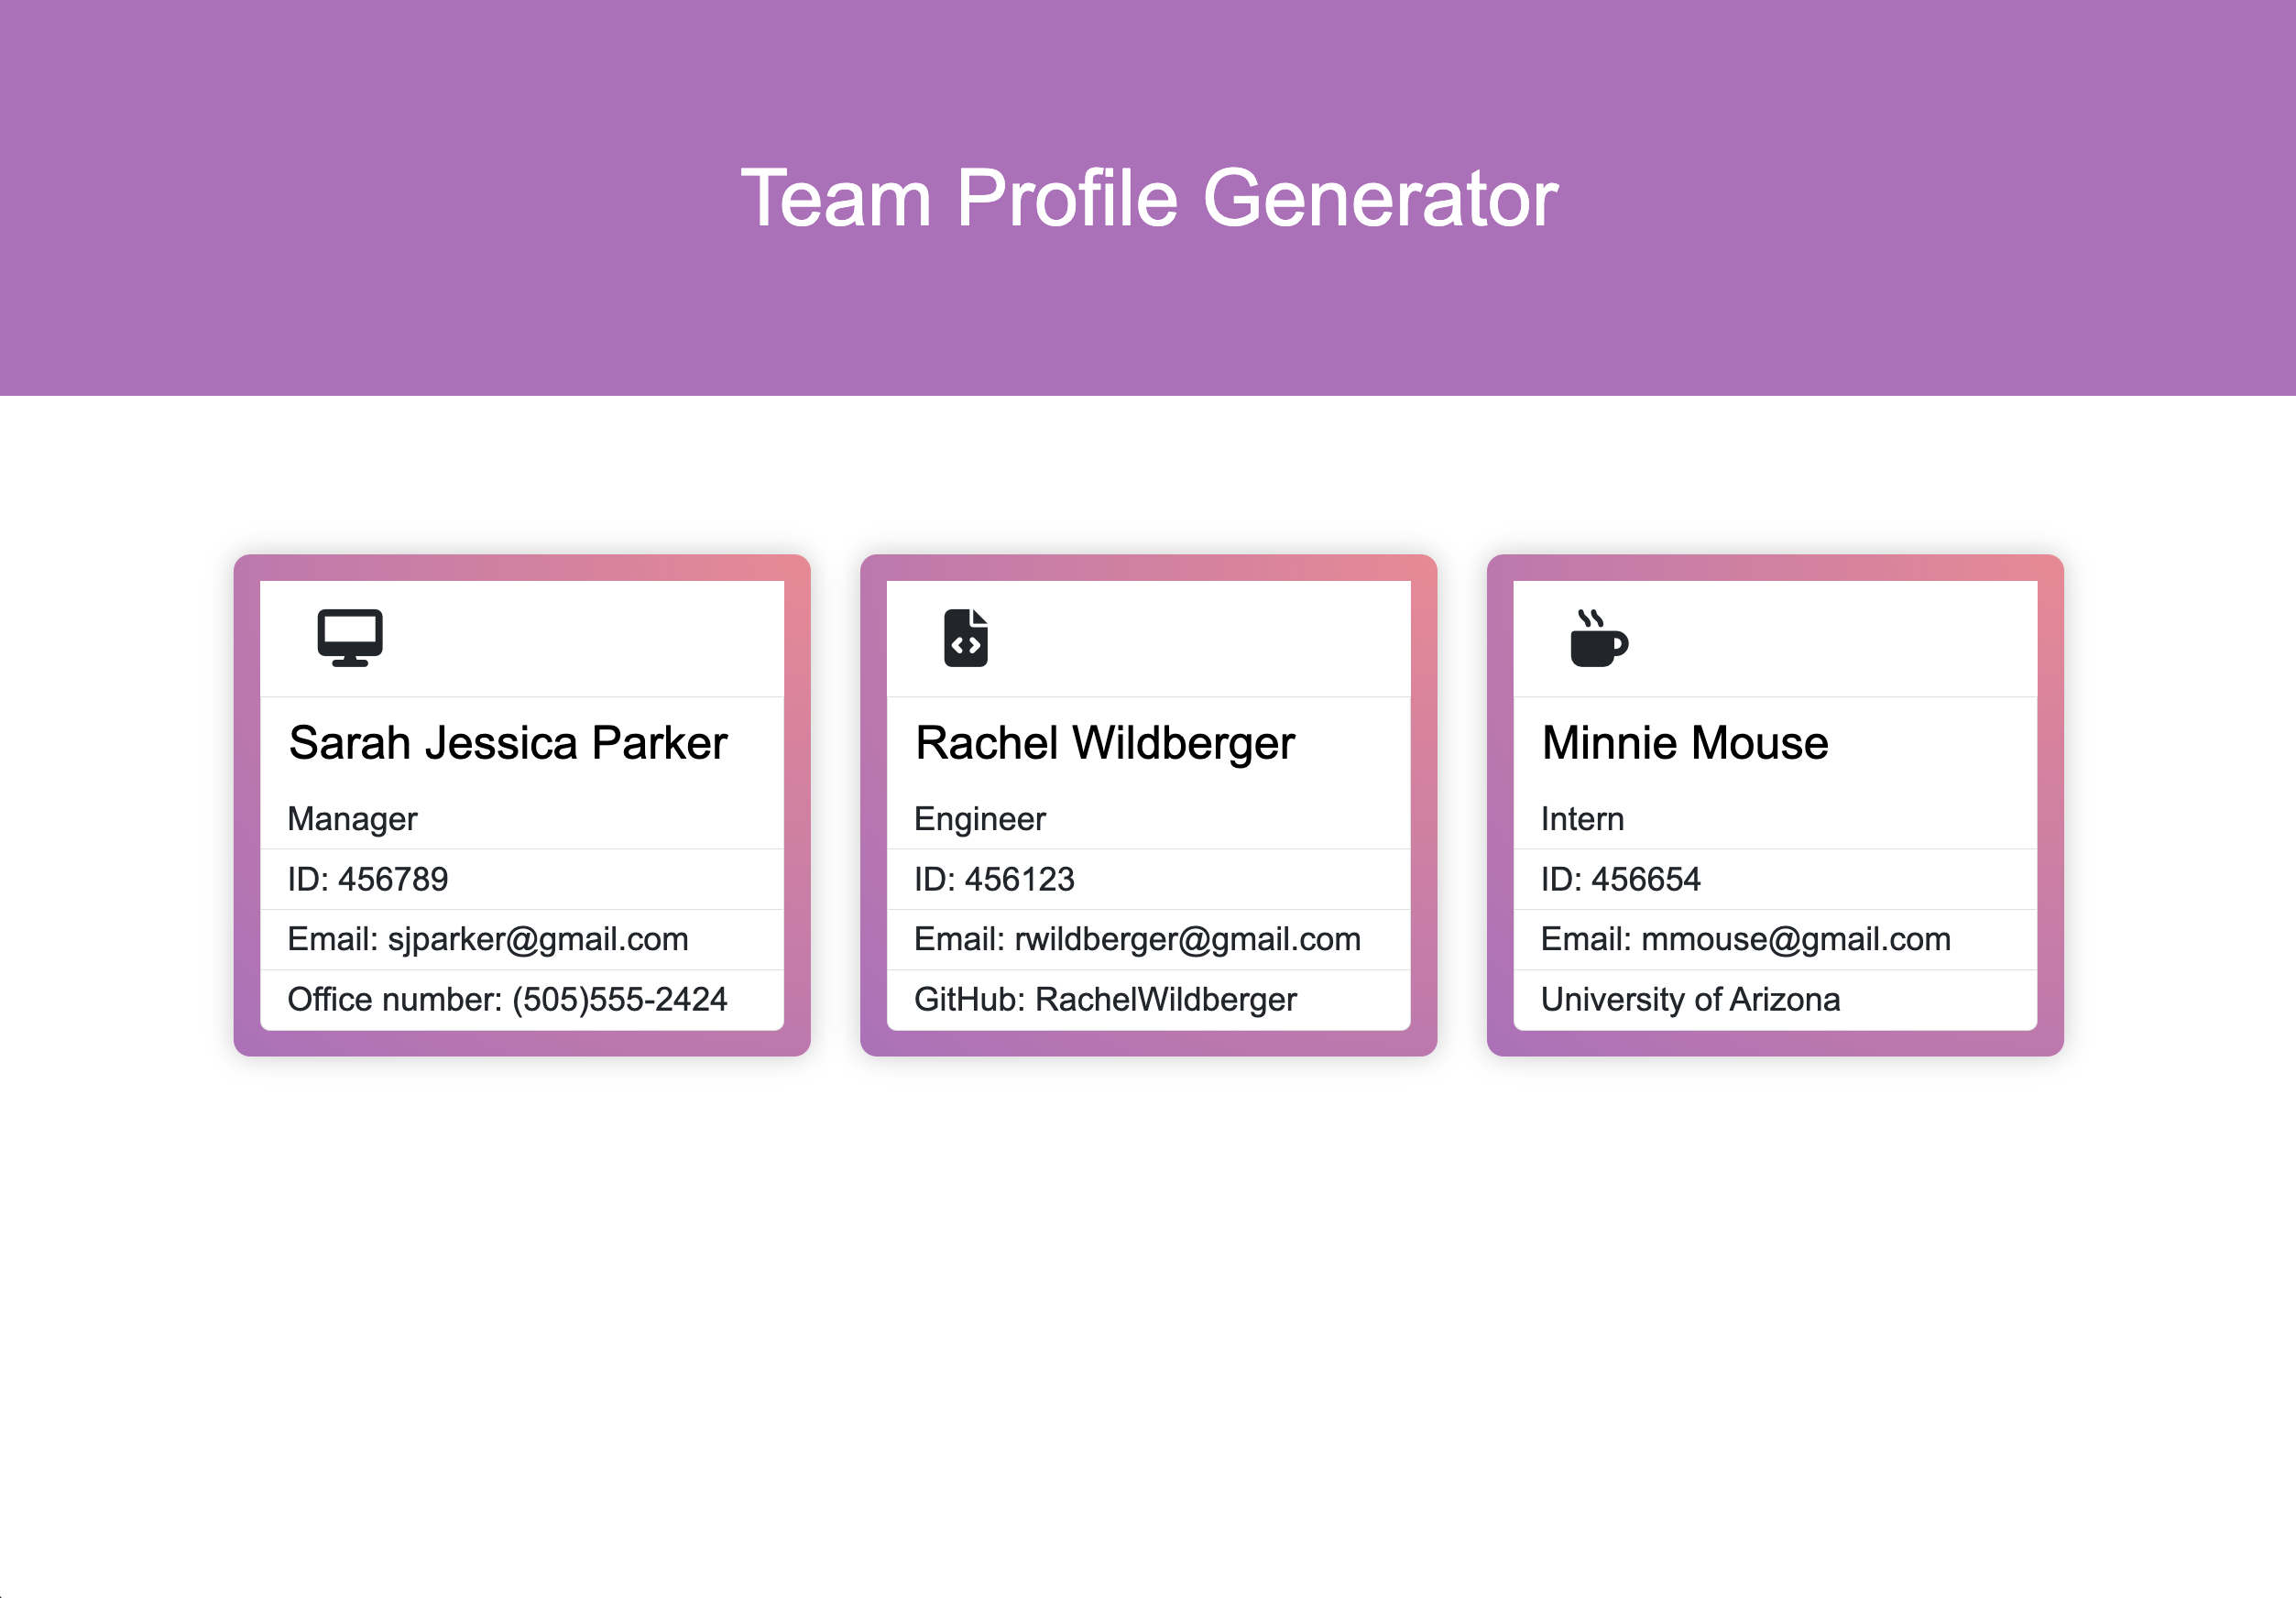 Team Profile Generator
Sarah Jessica Parker
Manager
ID: 456789
Email: sjparker@gmail.com
Office number: (505)555-2424
Rachel Wildberger
Engineer
ID: 456123
Email: rwildberger@gmail.com
GitHub: RachelWildberger
Minnie Mouse
Intern
ID: 456654
Email: mmouse@gmail.com
University of Arizona